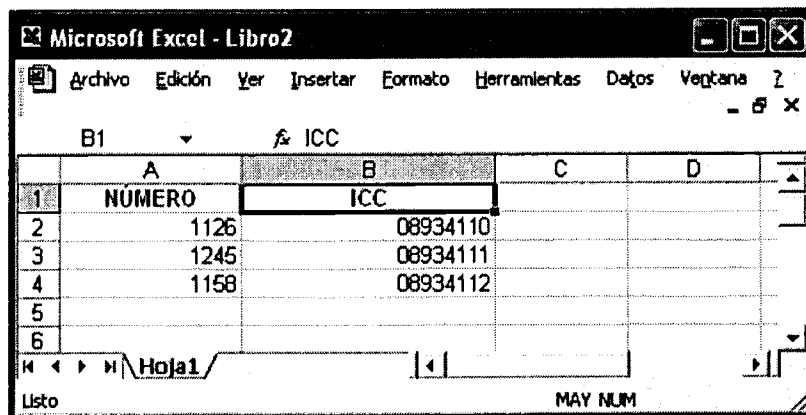 Microsoft Excel - Libro2
Archivo Edición Ver Insertar Formato Herramientas Datos Ventana ?
B1 fx ICC
A B C D
1 NÚMERO ICC
2 1126 08934110
3 1245 08934111
4 1158 08934112
5
6
Hoja1
Listo MAY NUM